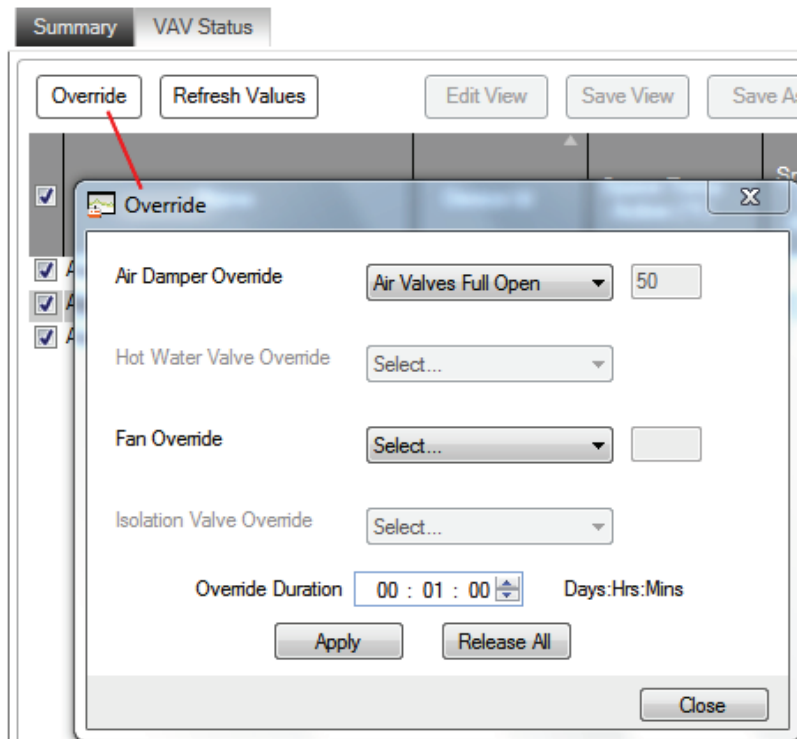 Summary VAV Status
Override Refresh Values Edit View Save View Save As
Override
Air Damper Override Air Valves Full Open 50
Hot Water Valve Override Select...
Fan Override Select...
Isolation Valve Override Select...
Override Duration 00 : 01 : 00 Days:Hrs:Mins
Apply Release All
Close